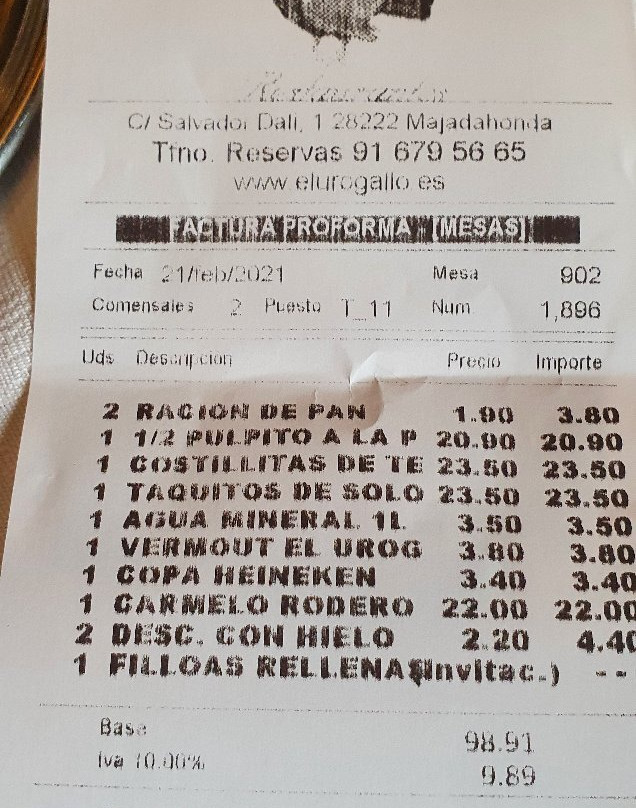 Restaurante
C/ Salvador Dali, 1 28222 Majadahonda
Tfno. Reservas 91 679 56 65
www elurogallo es
FACTURA PROFORMA - [MESAS]
Fecha 21/feb/2021 Mesa 902
Comensales 2 Puesto T_11 Num 1,896
Uds Descripcion Precio Importe
2 RACION DE PAN 1.90 3.80
1 1/2 PULPITO A LA P 20.90 20.90
1 COSTILLITAS DE TE 23.50 23.50
1 TAQUITOS DE SOLO 23.50 23.50
1 AGUA MINERAL 1L 3.50 3.50
1 VERMOUT EL UROG 3.80 3.80
1 COPA HEINEKEN 3.40 3.40
1 CARMELO RODERO 22.00 22.00
2 DESC. CON HIELO 2.20 4.40
1 FILLOAS RELLENAS(Invitac.) --
Base 98.91
Iva 10.00% 9.89